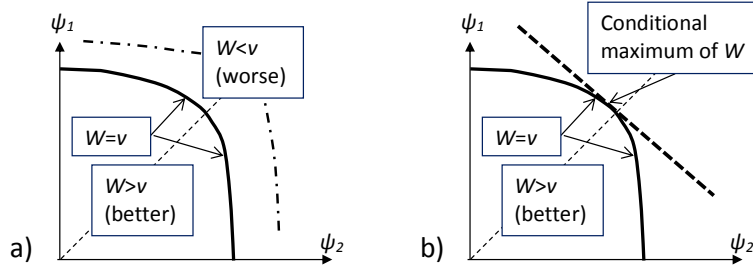 ψ1
W<v
(worse)
W=v
W>v
(better)
ψ2
a)
ψ1
Conditional
maximum of W
W=v
W>v
(better)
ψ2
b)